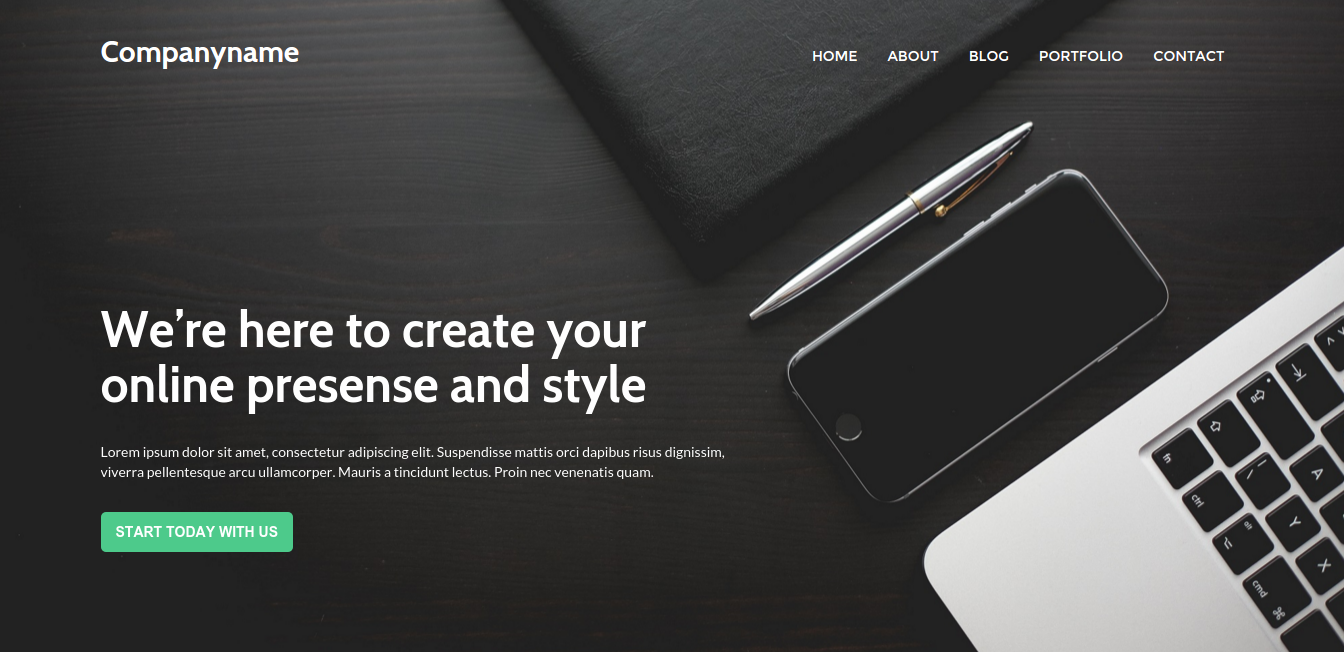 Companyname
HOME ABOUT BLOG PORTFOLIO CONTACT
We’re here to create your
online presense and style
Lorem ipsum dolor sit amet, consectetur adipiscing elit. Suspendisse mattis orci dapibus risus dignissim,
viverra pellentesque arcu ullamcorper. Mauris a tincidunt lectus. Proin nec venenatis quam.
START TODAY WITH US
fn
ctrl
alt
A
Y
X
cmd
⌘